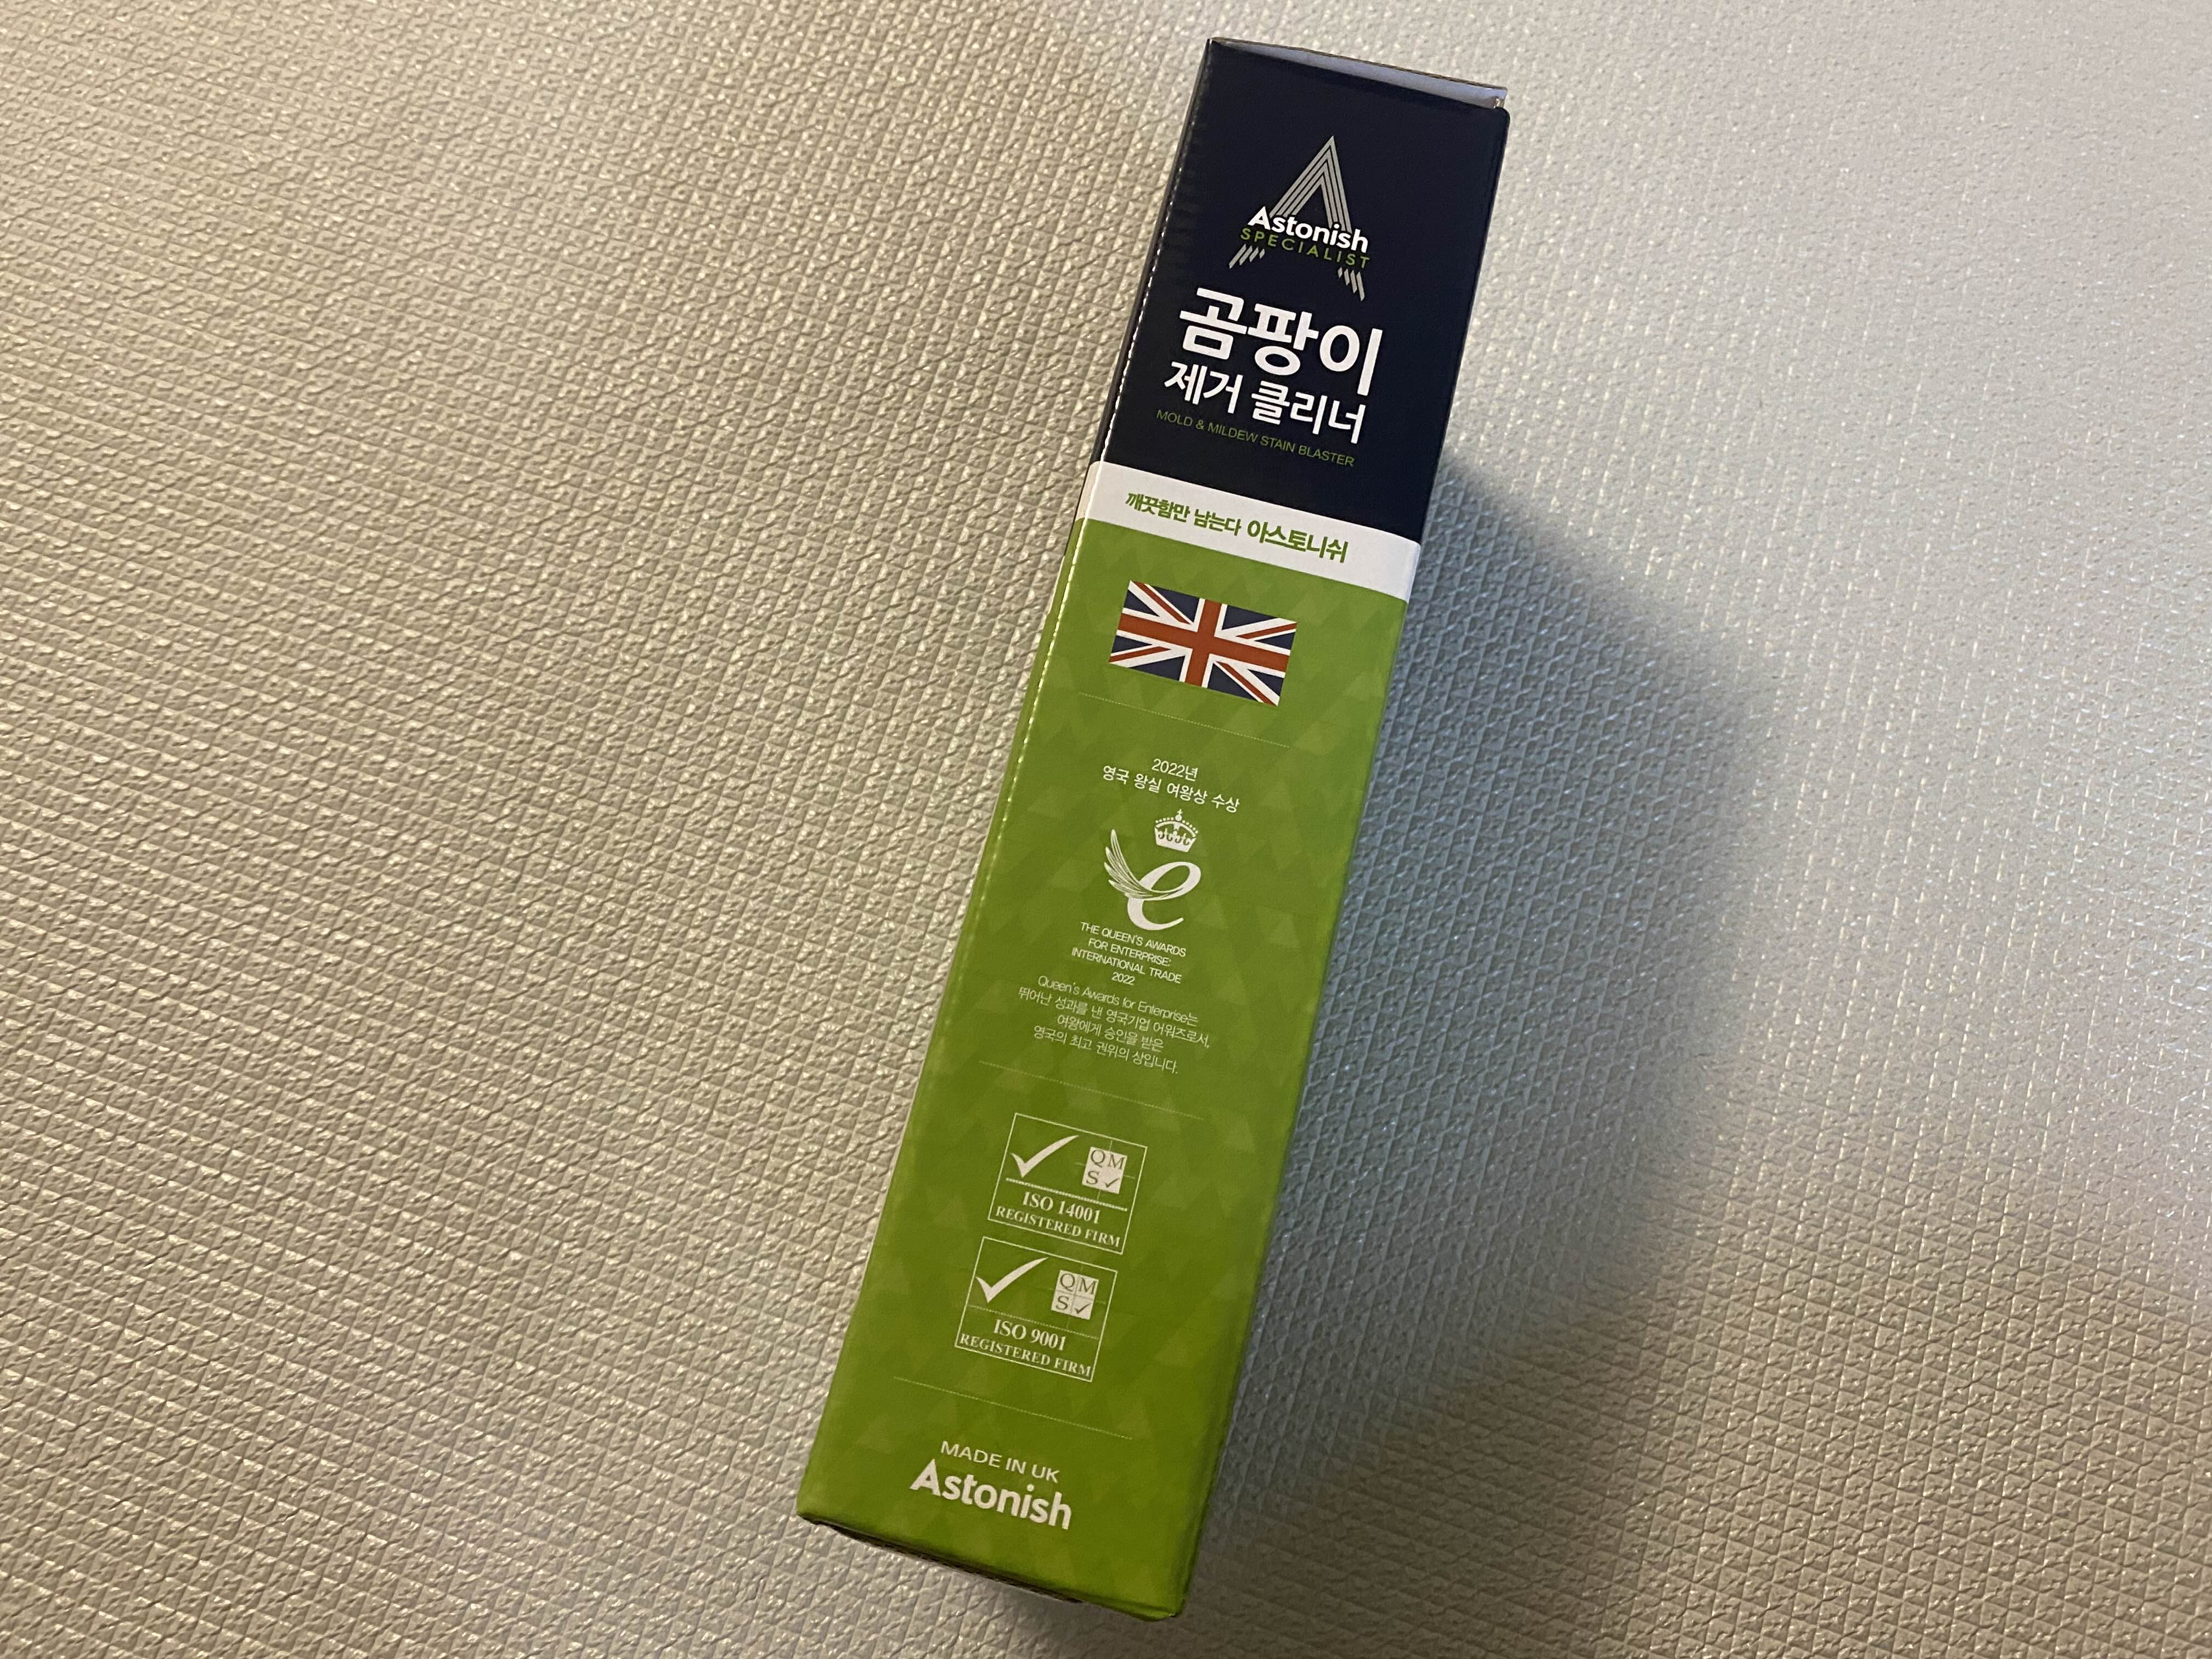 Astonish
SPECIALIST
곰팡이
제거 클리너
MOLD & MILDEW STAIN BLASTER
깨끗함만 남는다 아스토니쉬
2022년
영국 왕실 여왕상 수상
e
THE QUEEN'S AWARDS
FOR ENTERPRISE:
INTERNATIONAL TRADE
2022
Queen's Awards for Enterprise는
뛰어난 성과를 낸 영국기업 어워즈로서,
여왕에게 승인을 받은
영국의 최고 권위의 상입니다.
Q M
S
ISO 14001
REGISTERED FIRM
Q M
S
ISO 9001
REGISTERED FIRM
MADE IN UK
Astonish